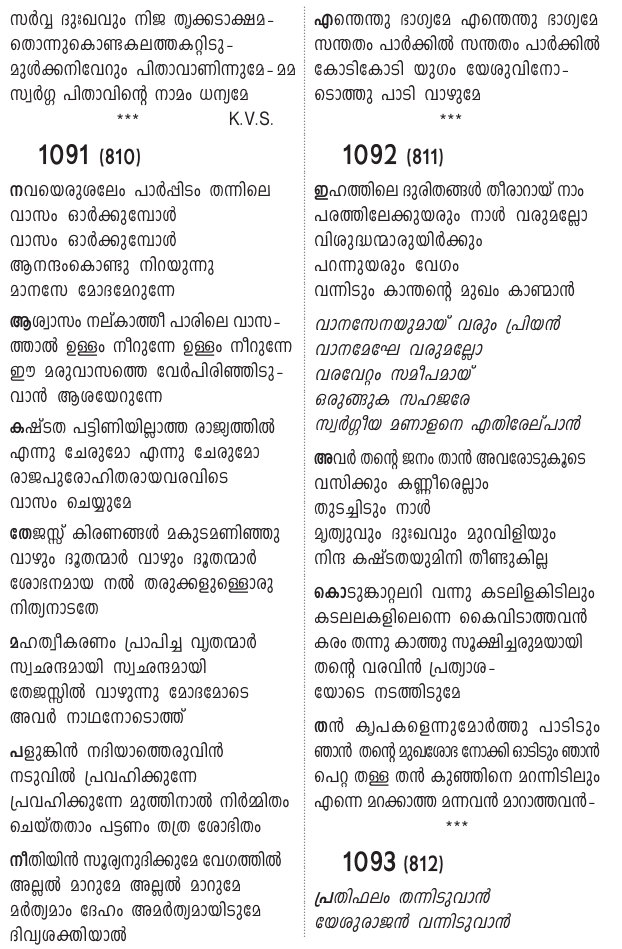 സർവ്വ ദുഃഖവും നിജ തൃക്കടാക്ഷമ-
തൊന്നുകൊണ്ടകലത്തകറ്റിടു-
മുൾക്കനിവേറും പിതാവാണിന്നുമേ-മമ
സ്വർഗ്ഗ പിതാവിന്റെ നാമം ധന്യമേ
*** K.V.S.
1091 (810)
നവയെരുശലേം പാർപ്പിടം തന്നിലെ
വാസം ഓർക്കുമ്പോൾ
വാസം ഓർക്കുമ്പോൾ
ആനന്ദംകൊണ്ടു നിറയുന്നു
മാനസേ മോദമേറുന്നേ
ആശ്വാസം നല്കാത്തീ പാരിലെ വാസ-
ത്താൽ ഉള്ളം നീറുന്നേ ഉള്ളം നീറുന്നേ
ഈ മരുവാസത്തെ വേർപിരിഞ്ഞിടു-
വാൻ ആശയേറുന്നേ
കഷ്ടത പട്ടിണിയില്ലാത്ത രാജ്യത്തിൽ
എന്നു ചേരുമോ എന്നു ചേരുമോ
രാജപുരോഹിതരായവരവിടെ
വാസം ചെയ്യുമേ
തേജസ്സ് കിരണങ്ങൾ മകുടമണിഞ്ഞു
വാഴും ദൂതന്മാർ വാഴും ദൂതന്മാർ
ശോഭനമായ നൽ തരുക്കളുള്ളൊരു
നിത്യനാടതേ
മഹത്വീകരണം പ്രാപിച്ച വൃതന്മാർ
സ്വഛന്ദമായി സ്വഛന്ദമായി
തേജസ്സിൽ വാഴുന്നു മോദമോടെ
അവർ നാഥനോടൊത്ത്
പളുങ്കിൻ നദിയാത്തെരുവിൻ
നടുവിൽ പ്രവഹിക്കുന്നേ
പ്രവഹിക്കുന്നേ മുത്തിനാൽ നിർമ്മിതം
ചെയ്തതാം പട്ടണം തത്ര ശോഭിതം
നീതിയിൻ സൂര്യനുദിക്കുമേ വേഗത്തിൽ
അല്ലൽ മാറുമേ അല്ലൽ മാറുമേ
മർത്യമാം ദേഹം അമർത്യമായിടുമേ
ദിവ്യശക്തിയാൽ
എന്തെന്തു ഭാഗ്യമേ എന്തെന്തു ഭാഗ്യമേ
സന്തതം പാർക്കിൽ സന്തതം പാർക്കിൽ
കോടികോടി യുഗം യേശുവിനോ-
ടൊത്തു പാടി വാഴുമേ
***
1092 (811)
ഇഹത്തിലെ ദുരിതങ്ങൾ തീരാറായ് നാം
പരത്തിലേക്കുയരും നാൾ വരുമല്ലോ
വിശുദ്ധന്മാരുയിർക്കും
പറന്നുയരും വേഗം
വന്നിടും കാന്തന്റെ മുഖം കാണ്മാൻ
വാനസേനയുമായ് വരും പ്രിയൻ
വാനമേഘേ വരുമല്ലോ
വരവേറ്റം സമീപമായ്
ഒരുങ്ങുക സഹജരേ
സ്വർഗ്ഗീയ മണാളനെ എതിരേല്പാൻ
അവർ തന്റെ ജനം താൻ അവരോടുകൂടെ
വസിക്കും കണ്ണീരെല്ലാം
തുടച്ചിടും നാൾ
മൃത്യുവും ദുഃഖവും മുറവിളിയും
നിന്ദ കഷ്ടതയുമിനി തീണ്ടുകില്ല
കൊടുങ്കാറ്റലറി വന്നു കടലിളകിടിലും
കടലലകളിലെന്നെ കൈവിടാത്തവൻ
കരം തന്നു കാത്തു സൂക്ഷിച്ചരുമയായി
തന്റെ വരവിൻ പ്രത്യാശ-
യോടെ നടത്തിടുമേ
തൻ കൃപകളെന്നുമോർത്തു പാടിടും
ഞാൻ തന്റെ മുഖശോഭ നോക്കി ഓടിടും ഞാൻ
പെറ്റ തള്ള തൻ കുഞ്ഞിനെ മറന്നിടിലും
എന്നെ മറക്കാത്ത മന്നവൻ മാറാത്തവൻ-
***
1093 (812)
പ്രതിഫലം തന്നിടുവാൻ
യേശുരാജൻ വന്നിടുവാൻ